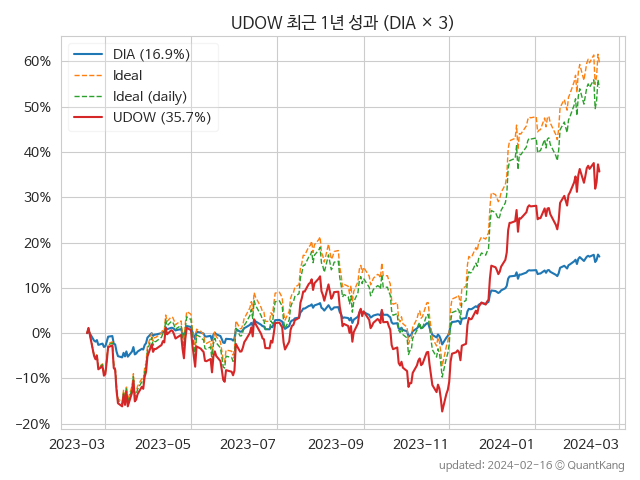 UDOW 최근 1년 성과 (DIA × 3)
DIA (16.9%)
Ideal
Ideal (daily)
UDOW (35.7%)
60%
50%
40%
30%
20%
10%
0%
−10%
−20%
2023-03 2023-05 2023-07 2023-09 2023-11 2024-01 2024-03
updated: 2024-02-16 © QuantKang